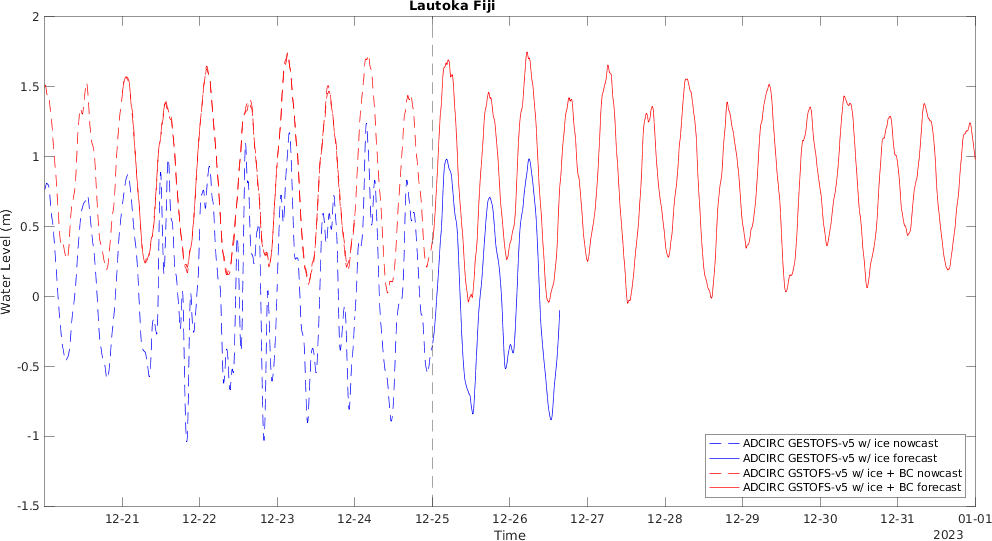 Lautoka Fiji
2
1.5
1
0.5
0
-0.5
-1
-1.5
Water Level (m)
12-21 12-22 12-23 12-24 12-25 12-26 12-27 12-28 12-29 12-30 12-31 01-01
Time
2023
ADCIRC GESTOFS-v5 w/ ice nowcast
ADCIRC GESTOFS-v5 w/ ice forecast
ADCIRC GSTOFS-v5 w/ ice + BC nowcast
ADCIRC GSTOFS-v5 w/ ice + BC forecast